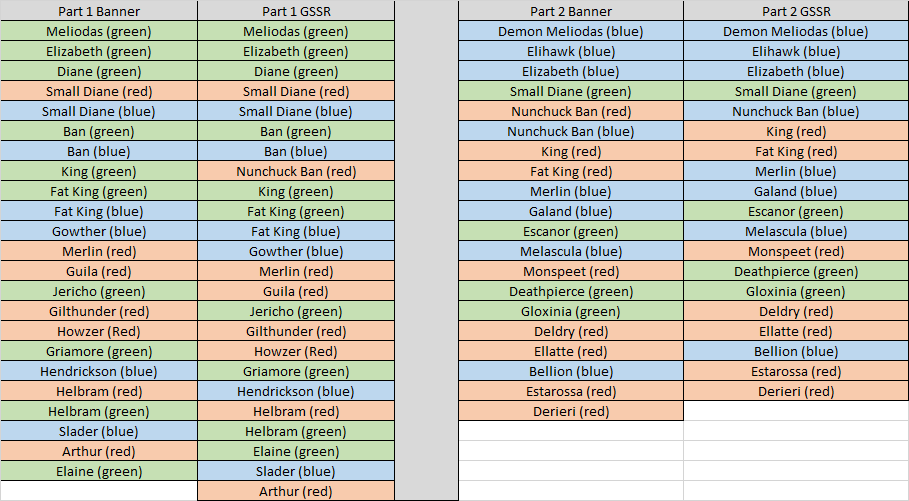 Part 1 Banner Part 1 GSSR Part 2 Banner Part 2 GSSR
Meliodas (green) Meliodas (green) Demon Meliodas (blue) Demon Meliodas (blue)
Elizabeth (green) Elizabeth (green) Elihawk (blue) Elihawk (blue)
Diane (green) Diane (green) Elizabeth (blue) Elizabeth (blue)
Small Diane (red) Small Diane (red) Small Diane (green) Small Diane (green)
Small Diane (blue) Small Diane (blue) Nunchuck Ban (red) Nunchuck Ban (blue)
Ban (green) Ban (green) Nunchuck Ban (blue) King (red)
Ban (blue) Ban (blue) King (red) Fat King (red)
King (green) Nunchuck Ban (red) Fat King (red) Merlin (blue)
Fat King (green) King (green) Merlin (blue) Galand (blue)
Fat King (blue) Fat King (green) Galand (blue) Escanor (green)
Gowther (blue) Fat King (blue) Escanor (green) Melascula (blue)
Merlin (red) Gowther (blue) Melascula (blue) Monspeet (red)
Guila (red) Merlin (red) Monspeet (red) Deathpierce (green)
Jericho (green) Guila (red) Deathpierce (green) Gloxinia (green)
Gilthunder (red) Jericho (green) Gloxinia (green) Deldry (red)
Howzer (Red) Gilthunder (red) Deldry (red) Ellatte (red)
Griamore (green) Howzer (Red) Ellatte (red) Bellion (blue)
Hendrickson (blue) Griamore (green) Bellion (blue) Estarossa (red)
Helbram (red) Hendrickson (blue) Estarossa (red) Derieri (red)
Helbram (green) Helbram (red) Derieri (red)
Slader (blue) Helbram (green)
Arthur (red) Elaine (green)
Elaine (green) Slader (blue)
Arthur (red)